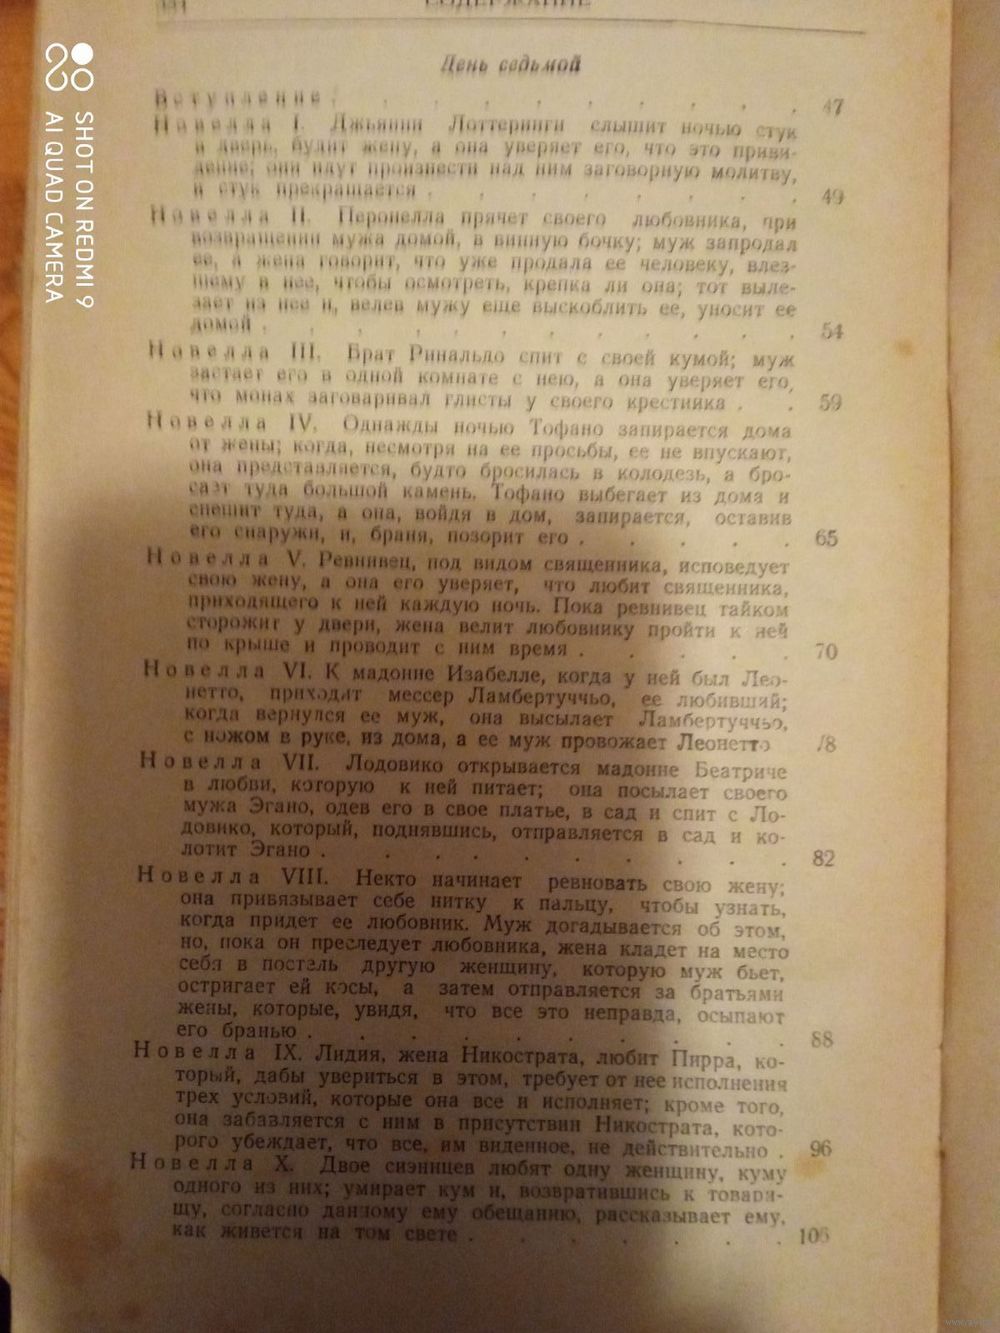 СОДЕРЖАНИЕ
День седьмой
Вступление . . . . . . . . . . 47
Новелла I. Джьянни Лоттеринги слышит ночью стук
в дверь, будит жену, а она уверяет его, что это приви-
дение; они идут произнести над ним заговорную молитву,
и стук прекращается . . . . . . . . 49
Новелла II. Перонелла прячет своего любовника, при
возвращении мужа домой, в винную бочку; муж запродал
ее, а жена говорит, что уже продала ее человеку, влез-
шему в нее, чтобы осмотреть, крепка ли она; тот выле-
зает из нее и, велев мужу еще выскоблить ее, уносит ее
домой . . . . . . . . . . . 54
Новелла III. Брат Ринальдо спит с своей кумой; муж
застает его в одной комнате с нею, а она уверяет его,
что монах заговаривал глисты у своего крестника . . 59
Новелла IV. Однажды ночью Тофано запирается дома
от жены; когда, несмотря на ее просьбы, ее не впускают,
она представляется, будто бросилась в колодезь, а бро-
сает туда большой камень. Тофано выбегает из дома и
спешит туда, а она, войдя в дом, запирается, оставив
его снаружи, и, браня, позорит его . . . . . 65
Новелла V. Ревнивец, под видом священника, исповедует
свою жену, а она его уверяет, что любит священника,
приходящего к ней каждую ночь. Пока ревнивец тайком
сторожит у двери, жена велит любовнику пройти к ней
по крыше и проводит с ним время . . . . . 70
Новелла VI. К мадонне Изабелле, когда у ней был Лео-
нетто, приходит мессер Ламбертуччьо, ее любивший;
когда вернулся ее муж, она высылает Ламбертуччьо,
с ножом в руке, из дома, а ее муж провожает Леонетто 78
Новелла VII. Лодовико открывается мадонне Беатриче
в любви, которую к ней питает; она посылает своего
мужа Эгано, одев его в свое платье, в сад и спит с Ло-
довико, который, поднявшись, отправляется в сад и ко-
лотит Эгано . . . . . . . . . 82
Новелла VIII. Некто начинает ревновать свою жену;
она привязывает себе нитку к пальцу, чтобы узнать,
когда придет ее любовник. Муж догадывается об этом,
но, пока он преследует любовника, жена кладет на место
себя в постель другую женщину, которую муж бьет,
остригает ей косы, а затем отправляется за братьями
жены, которые, увидя, что все это неправда, осыпают
его бранью . . . . . . . . . . 88
Новелла IX. Лидия, жена Никострата, любит Пирра, ко-
торый, дабы увериться в этом, требует от нее исполнения
трех условий, которые она все и исполняет; кроме того,
она забавляется с ним в присутствии Никострата, кото-
рого убеждает, что все, им виденное, не действительно . 96
Новелла X. Двое сиэнцев любят одну женщину, куму
одного из них; умирает кум и, возвратившись к товари-
щу, согласно данному ему обещанию, рассказывает ему,
как живется на том свете . . . . . . 106
SHOT ON REDMI 9
AI QUAD CAMERA